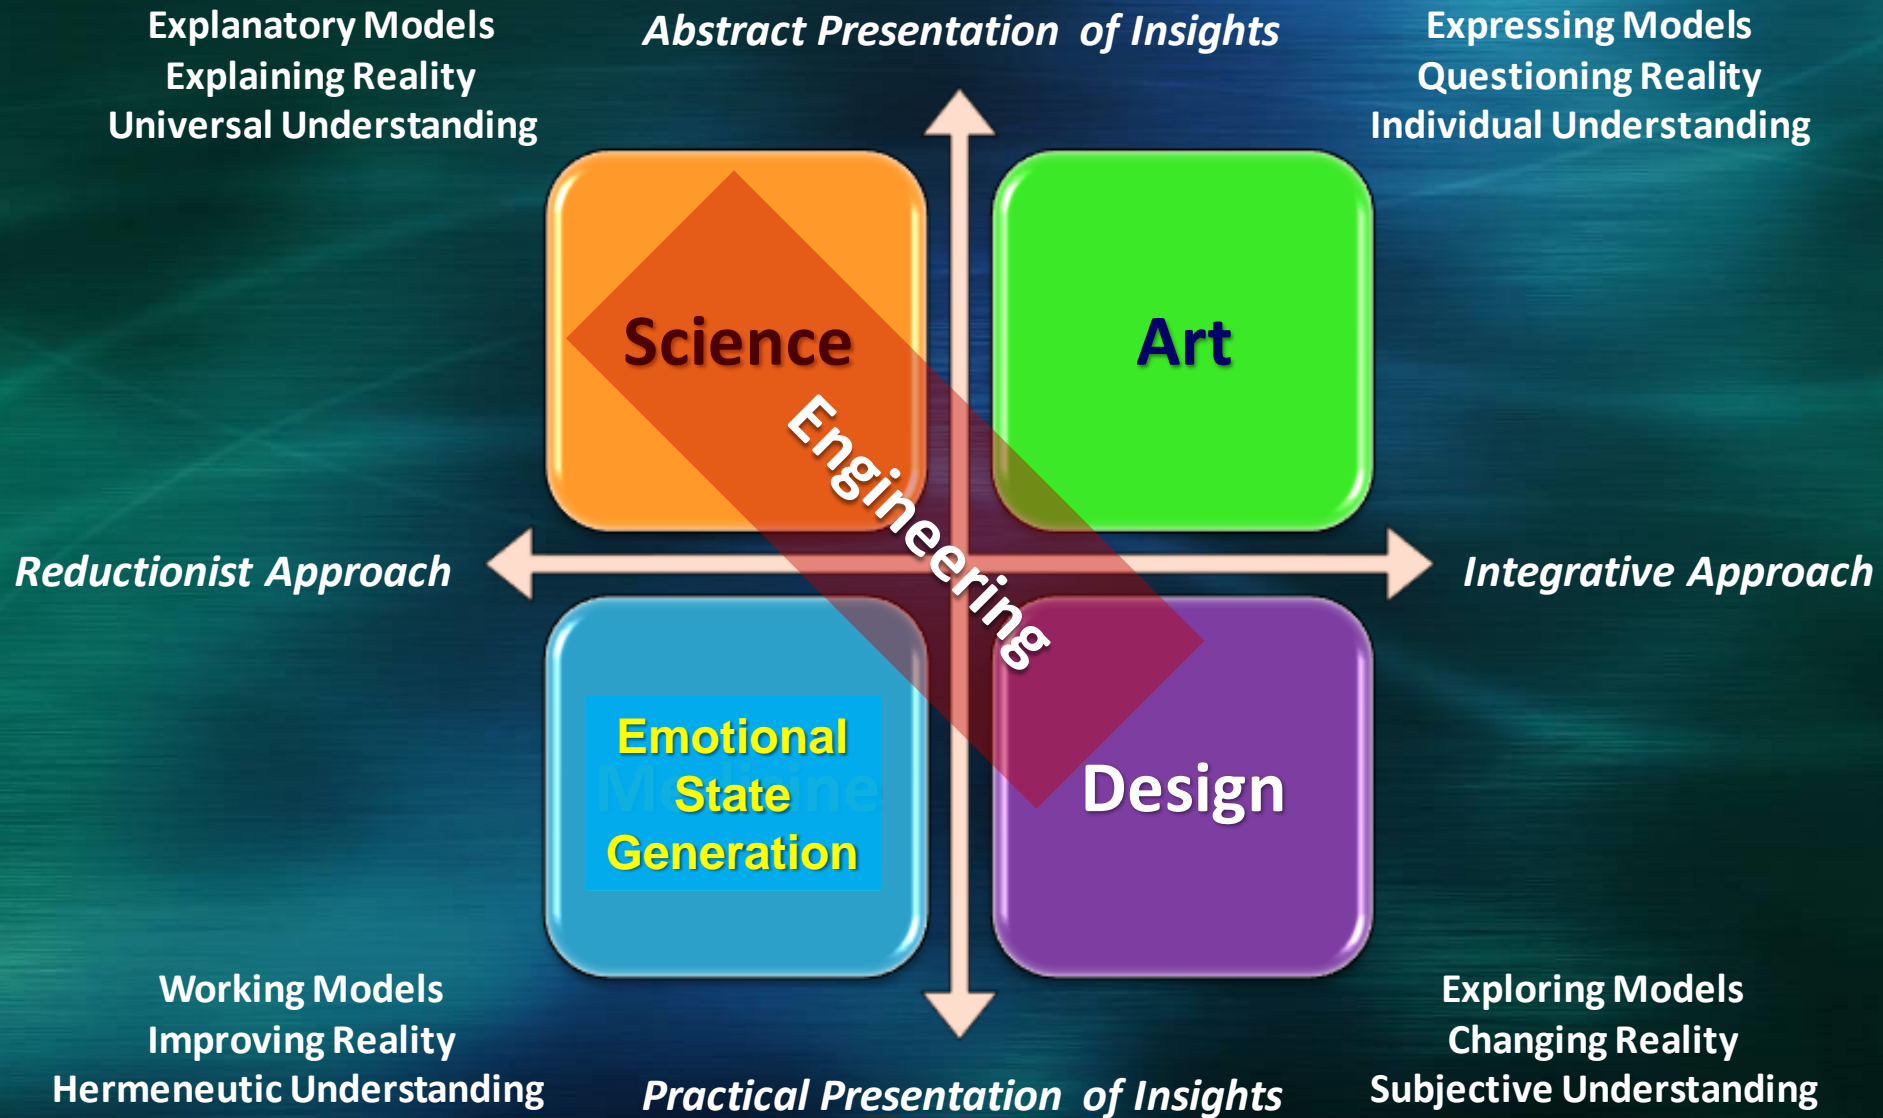 Explanatory Models
Explaining Reality
Universal Understanding
Abstract Presentation of Insights
Expressing Models
Questioning Reality
Individual Understanding
Science
Art
Engineering
Reductionist Approach
Integrative Approach
Emotional
State
Generation
Medicine
Design
Working Models
Improving Reality
Hermeneutic Understanding
Practical Presentation of Insights
Exploring Models
Changing Reality
Subjective Understanding